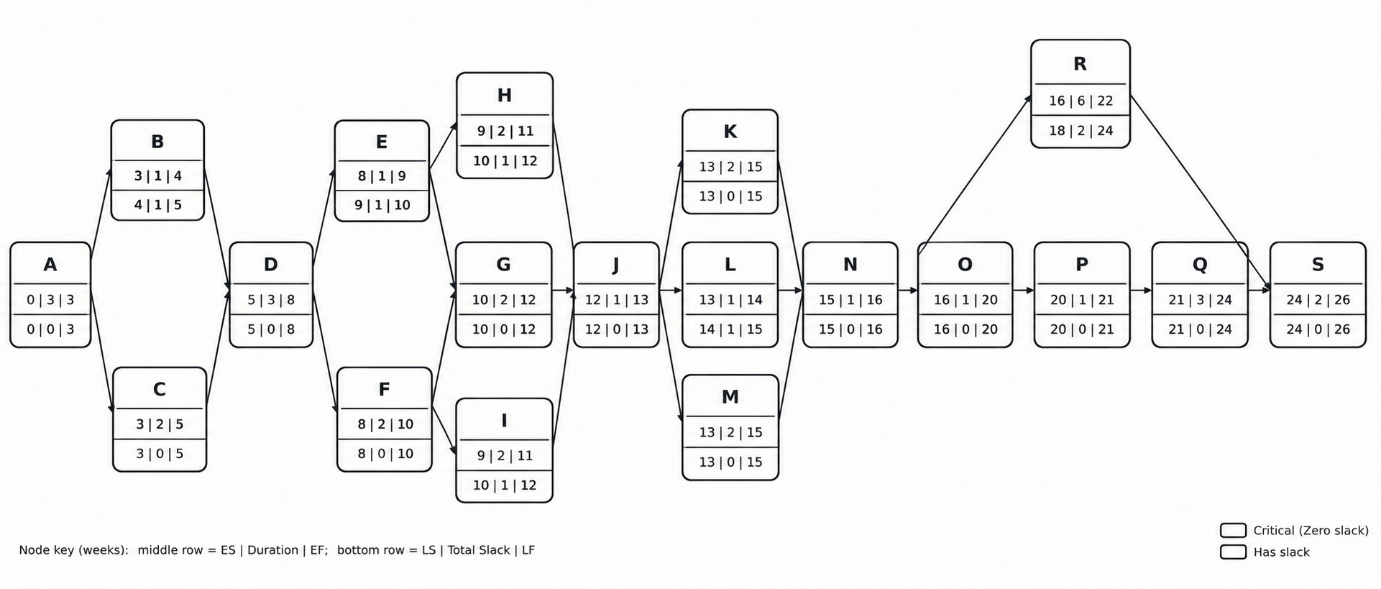 A
0 | 3 | 3
0 | 0 | 3
B
3 | 1 | 4
4 | 1 | 5
C
3 | 2 | 5
3 | 0 | 5
D
5 | 3 | 8
5 | 0 | 8
E
8 | 1 | 9
9 | 1 | 10
F
8 | 2 | 10
8 | 0 | 10
H
9 | 2 | 11
10 | 1 | 12
G
10 | 2 | 12
10 | 0 | 12
I
9 | 2 | 11
10 | 1 | 12
J
12 | 1 | 13
12 | 0 | 13
K
13 | 2 | 15
13 | 0 | 15
L
13 | 1 | 14
14 | 1 | 15
M
13 | 2 | 15
13 | 0 | 15
N
15 | 1 | 16
15 | 0 | 16
O
16 | 1 | 20
16 | 0 | 20
R
16 | 6 | 22
18 | 2 | 24
P
20 | 1 | 21
20 | 0 | 21
Q
21 | 3 | 24
21 | 0 | 24
S
24 | 2 | 26
24 | 0 | 26
Node key (weeks): middle row = ES | Duration | EF; bottom row = LS | Total Slack | LF
Critical (Zero slack)
Has slack